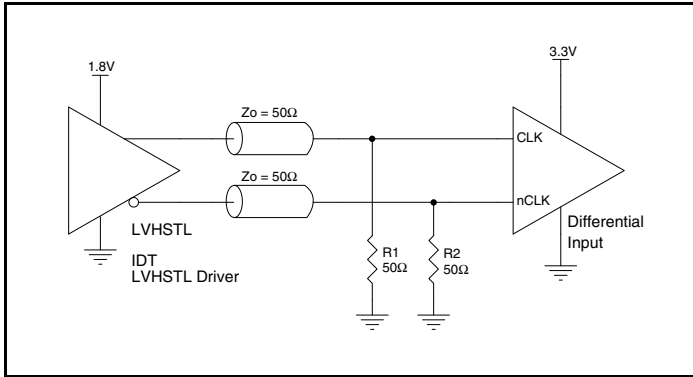 1.8V
3.3V
Zo = 50Ω
CLK
Zo = 50Ω
nCLK
LVHSTL
Differential
Input
IDT
LVHSTL Driver
R1
50Ω
R2
50Ω